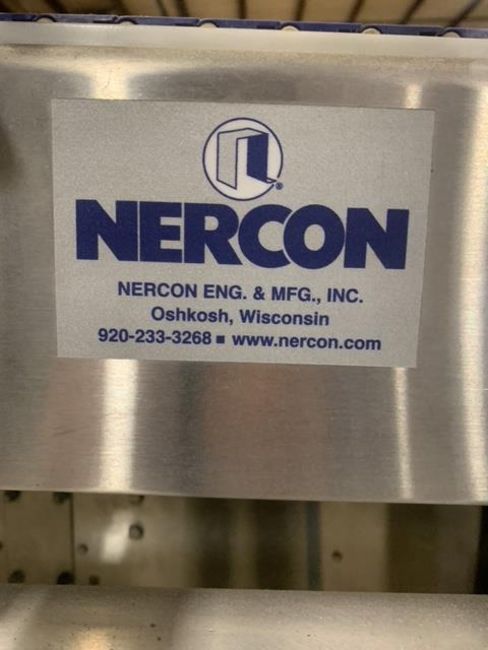 ®
NERCON
NERCON ENG. & MFG., INC.
Oshkosh, Wisconsin
920-233-3268 ■ www.nercon.com